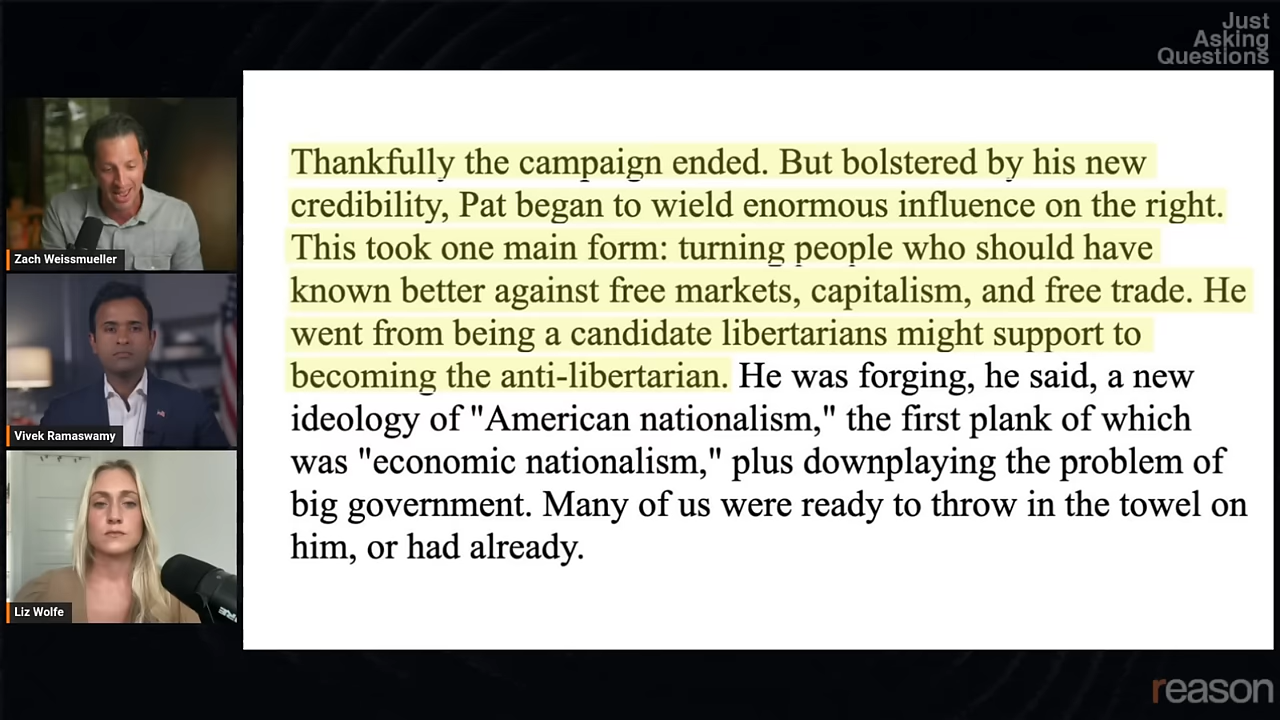 Just
Asking
Questions
Zach Weissmueller
Vivek Ramaswamy
Liz Wolfe
Thankfully the campaign ended. But bolstered by his new
credibility, Pat began to wield enormous influence on the right.
This took one main form: turning people who should have
known better against free markets, capitalism, and free trade. He
went from being a candidate libertarians might support to
becoming the anti-libertarian. He was forging, he said, a new
ideology of "American nationalism," the first plank of which
was "economic nationalism," plus downplaying the problem of
big government. Many of us were ready to throw in the towel on
him, or had already.
reason